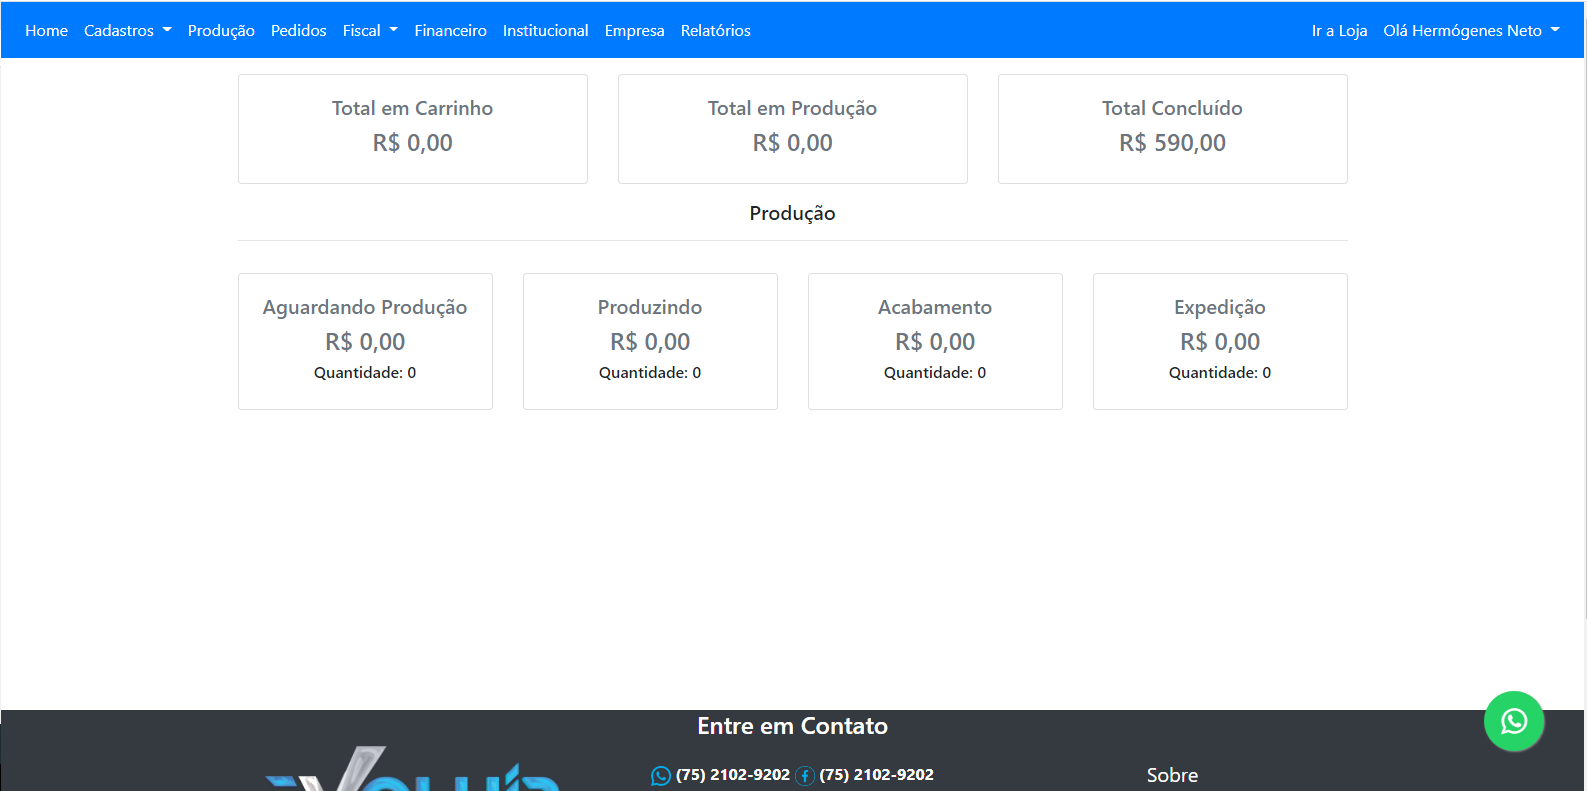 Home Cadastros Produção Pedidos Fiscal Financeiro Institucional Empresa Relatórios Ir a Loja Olá Hermógenes Neto
Total em Carrinho
R$ 0,00
Total em Produção
R$ 0,00
Total Concluído
R$ 590,00
Produção
Aguardando Produção
R$ 0,00
Quantidade: 0
Produzindo
R$ 0,00
Quantidade: 0
Acabamento
R$ 0,00
Quantidade: 0
Expedição
R$ 0,00
Quantidade: 0
Entre em Contato
(75) 2102-9202 (75) 2102-9202
Sobre